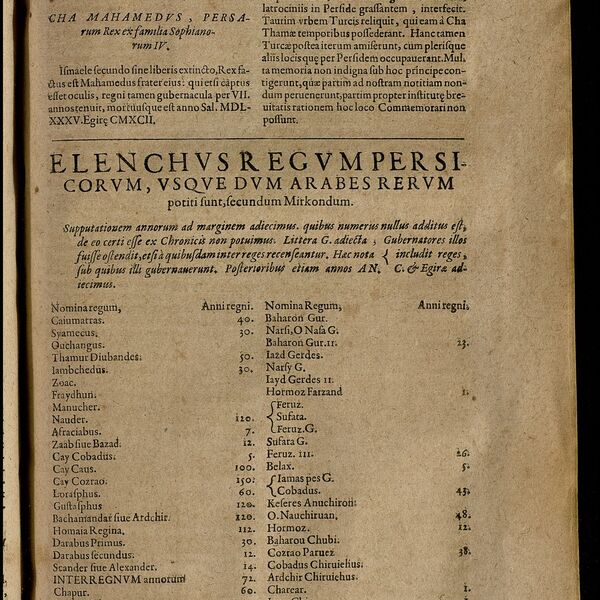 CHA MAHAMEDVS, PERSA-
rum Rex ex familia Sophiano-
rum IV.
Ismaele secundo sine liberis extincto, Rex fa-
ctus est Mahamedus frater eius: qui etsi captus
esset oculis, regni tamen gubernacula per VII.
annos tenuit, mortuusque est anno Sal. MDL-
XXXV. Egirę CMXCII.
latrociniis in Perside grassantem, interfecit.
Taurim vrbem Turcis reliquit, qui eam à Cha
Thamæ temporibus possederant. Hanc tamen
Turcæ postea iterum amiserunt, cum plerisque
aliis locis quę per Persidem occupauerant. Mul-
ta memoria non indigna sub hoc principe con-
tigerunt, quæ partim ad nostram notitiam non-
dum peruenerunt, partim propter institutę bre-
uitatis rationem hoc loco Commemorari non
possunt.
ELENCHVS REGVM PERSI-
CORVM, VSQVE DVM ARABES RERVM
potiti sunt, secundum Mirkondum.
Supputationem annorum ad marginem adiecimus. quibus numerus nullus additus est,
de eo certi esse ex Chronicis non potuimus. Littera G. adiecta, Gubernatores illos
fuisse ostendit, etsi à quibusdam inter reges recenseantur. Hac nota { includit reges,
sub quibus illi gubernauerunt. Posterioribus etiam annos AN. C. & Egiræ ad-
iecimus.
Nomina regum, Anni regni.
Caiumarras. 40.
Syamecus. 30.
Ouchangus.
Thamur Diubandes. 50.
Iambchedus. 30.
Zoac.
Fraydhun.
Manucher.
Nauder. 120.
Afraciabus. 7.
Zaab siue Bazad. 12.
Cay Cobadus. 5.
Cay Caus. 100.
Cay Cozrao. 150.
Lorasphus. 60.
Gustasphus 120.
Bachamandar siue Ardchir. 120.
Homaia Regina. 112.
Darabus Primus. 30.
Darabus secundus. 12.
Scander siue Alexander. 14.
INTERREGNVM annorum 72.
Chapur. 60.
Nomina Regum, Anni regni.
Baharon Gur.
Narsi, O Nasa G.
Baharon Gur. II. 23.
Iazd Gerdes.
Narsy G.
Iayd Gerdes II.
Hormoz Farzand 1.
{Feruz.
Sufata.
Feruz. G.
Sufara G.
Feruz. III. 26.
Belax. 5.
{Iamas pes G.
Cobadus. 43.
Keseres Anuchiron:
O. Nauchiruan. 48.
Hormoz. 12.
Baharou Chubi.
Cozrao Paruez 38.
Cobadus Chiruiehus.
Ardchir Chiruiehus.
Charear. 1.